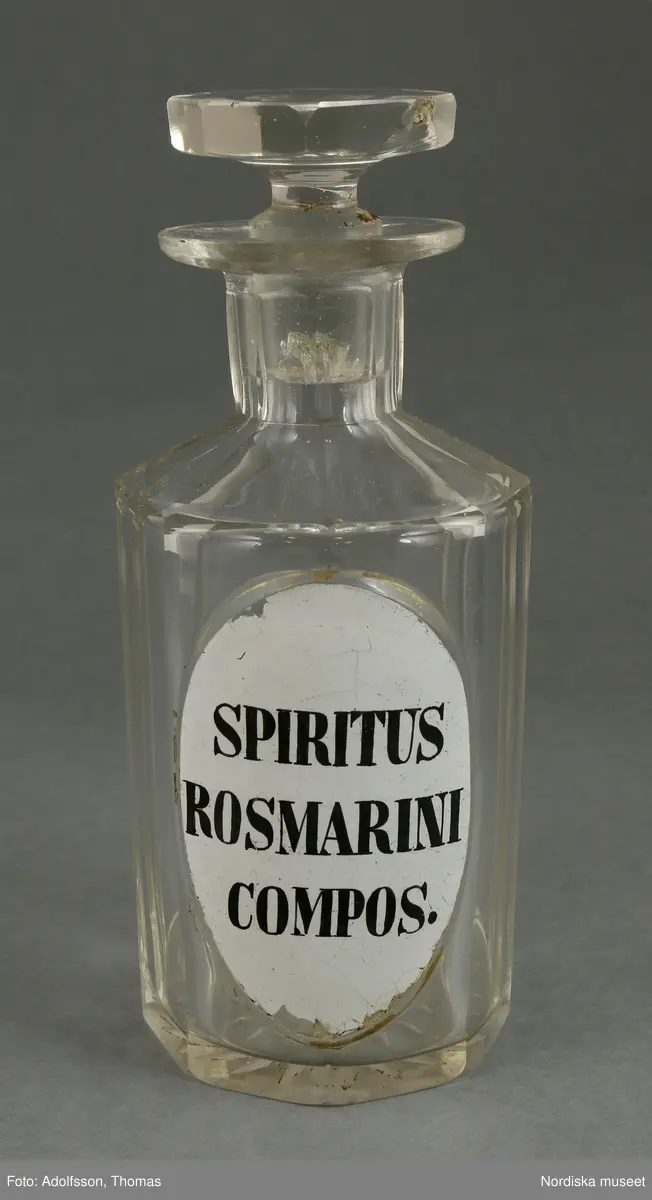 SPIRITUS
ROSMARINI
COMPOS.
Foto: Adolfsson, Thomas
Nordiska museet